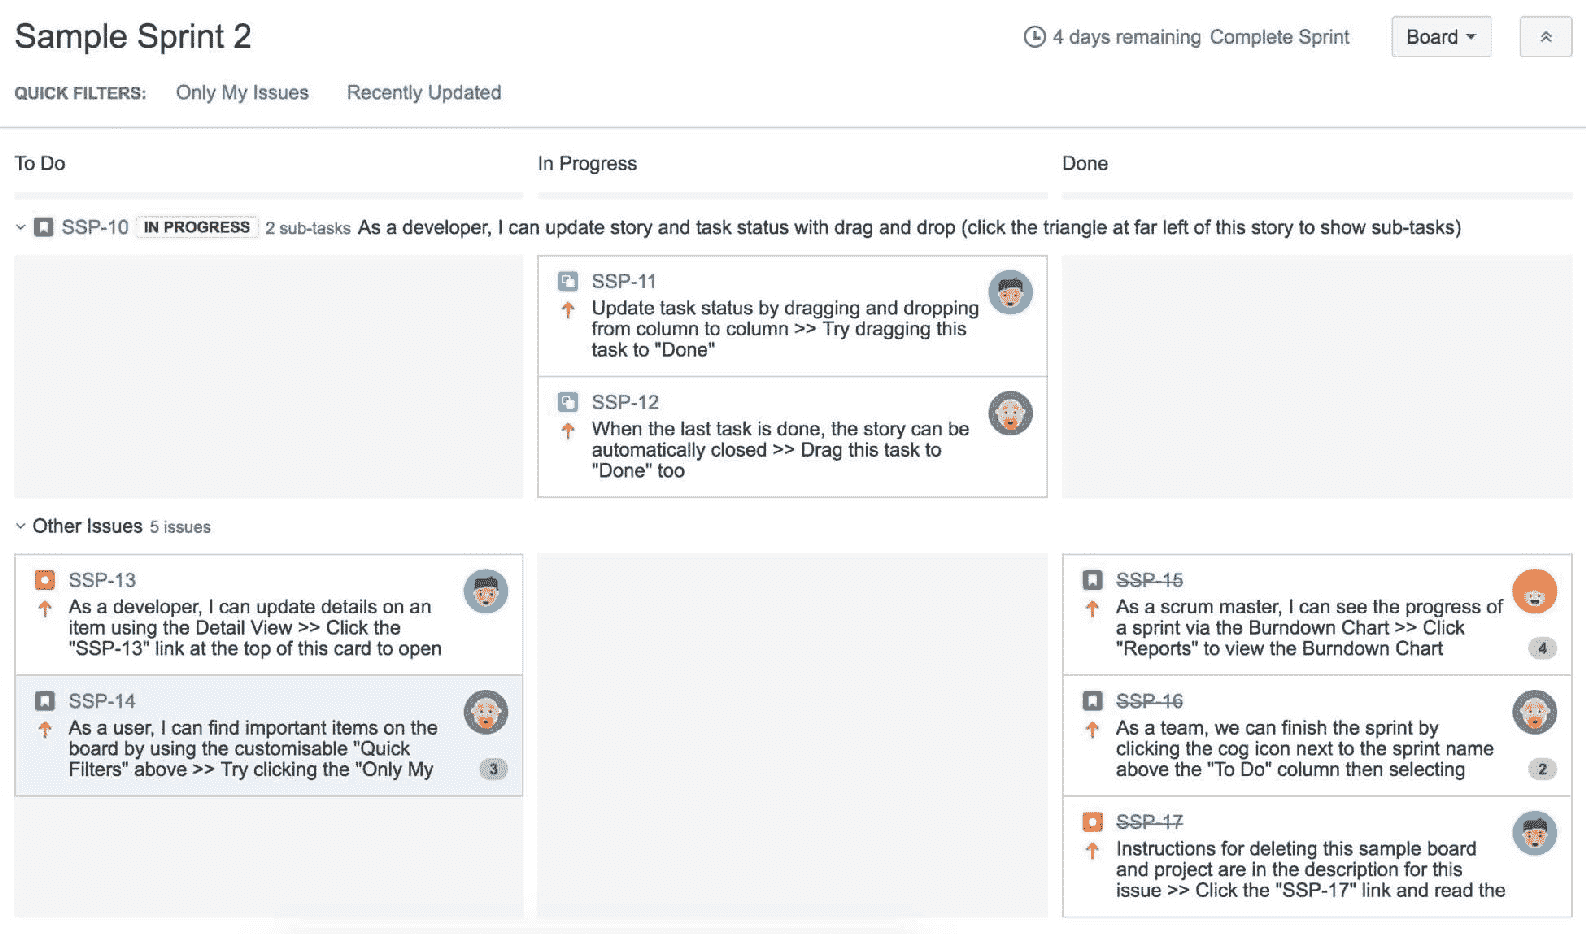 Sample Sprint 2
4 days remaining Complete Sprint
Board
QUICK FILTERS: Only My Issues Recently Updated
To Do
In Progress
Done
SSP-10 IN PROGRESS 2 sub-tasks As a developer, I can update story and task status with drag and drop (click the triangle at far left of this story to show sub-tasks)
SSP-11
Update task status by dragging and dropping
from column to column >> Try dragging this
task to "Done"
SSP-12
When the last task is done, the story can be
automatically closed >> Drag this task to
"Done" too
Other Issues 5 issues
SSP-13
As a developer, I can update details on an
item using the Detail View >> Click the
"SSP-13" link at the top of this card to open
SSP-14
As a user, I can find important items on the
board by using the customisable "Quick
Filters" above >> Try clicking the "Only My
3
SSP-15
As a scrum master, I can see the progress of
a sprint via the Burndown Chart >> Click
"Reports" to view the Burndown Chart
4
SSP-16
As a team, we can finish the sprint by
clicking the cog icon next to the sprint name
above the "To Do" column then selecting
2
SSP-17
Instructions for deleting this sample board
and project are in the description for this
issue >> Click the "SSP-17" link and read the